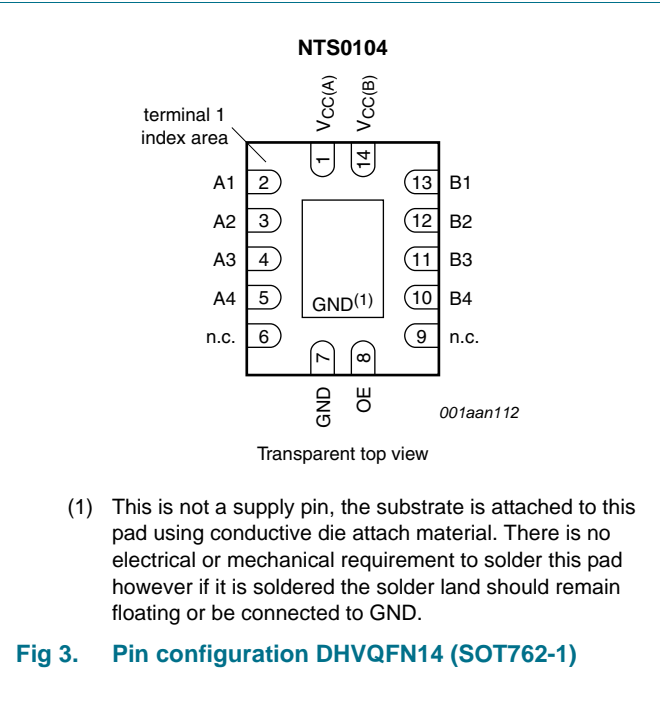 NTS0104
VCC(A)
VCC(B)
terminal 1
index area
1
14
A1 2 13 B1
A2 3 12 B2
A3 4 11 B3
A4 5 10 B4
GND(1)
n.c. 6 9 n.c.
7
8
GND
OE
001aan112
Transparent top view
(1) This is not a supply pin, the substrate is attached to this
pad using conductive die attach material. There is no
electrical or mechanical requirement to solder this pad
however if it is soldered the solder land should remain
floating or be connected to GND.
Fig 3. Pin configuration DHVQFN14 (SOT762-1)